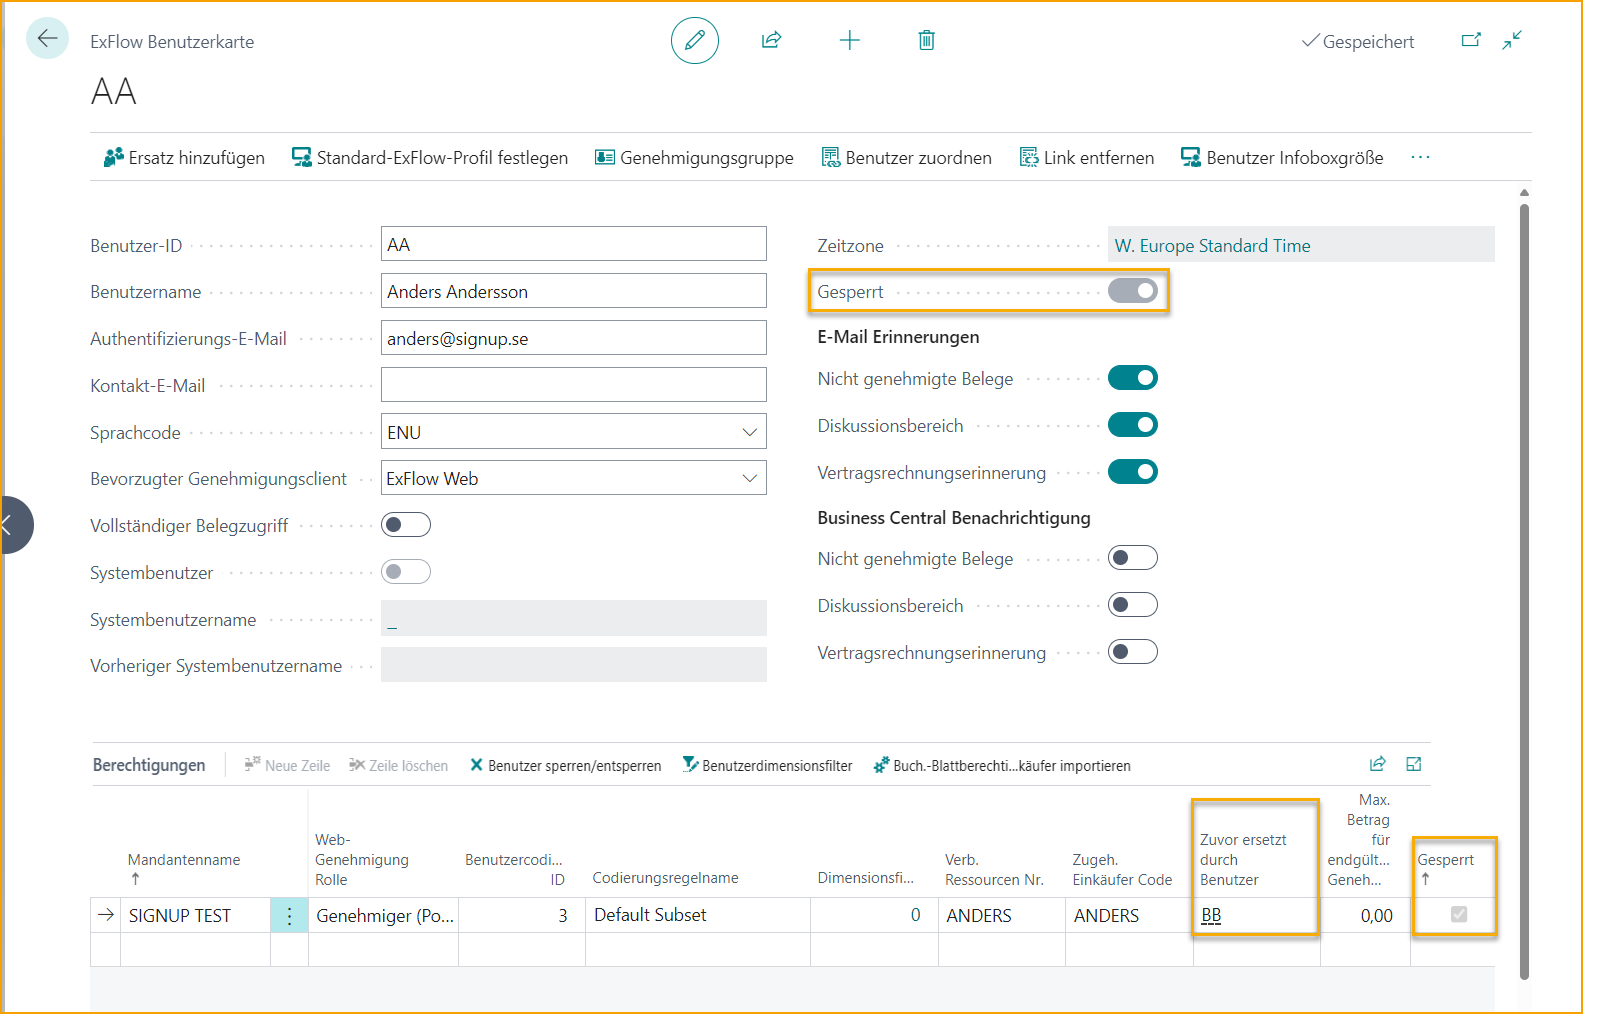 ExFlow Benutzerkarte
Gespeichert
AA
Ersatz hinzufügen
Standard-ExFlow-Profil festlegen
Genehmigungsgruppe
Benutzer zuordnen
Link entfernen
Benutzer Infoboxgröße
Benutzer-ID
AA
Benutzername
Anders Andersson
Authentifizierungs-E-Mail
anders@signup.se
Kontakt-E-Mail
Sprachcode
ENU
Bevorzugter Genehmigungsclient
ExFlow Web
Vollständiger Belegzugriff
Systembenutzer
Systembenutzername
_
Vorheriger Systembenutzername
Zeitzone
W. Europe Standard Time
Gesperrt
E-Mail Erinnerungen
Nicht genehmigte Belege
Diskussionsbereich
Vertragsrechnungserinnerung
Business Central Benachrichtigung
Nicht genehmigte Belege
Diskussionsbereich
Vertragsrechnungserinnerung
Berechtigungen
Neue Zeile
Zeile löschen
Benutzer sperren/entsperren
Benutzerdimensionsfilter
Buch.-Blattberechti...käufer importieren
Mandantenname
Web-
Genehmigung
Rolle
Benutzercodi...
ID
Codierungsregelname
Dimensionsfi...
Verb.
Ressourcen Nr.
Zugeh.
Einkäufer Code
Zuvor ersetzt
durch
Benutzer
Max.
Betrag
für
endgült...
Geneh...
Gesperrt
SIGNUP TEST
Genehmiger (Po...
3
Default Subset
0
ANDERS
ANDERS
BB
0,00